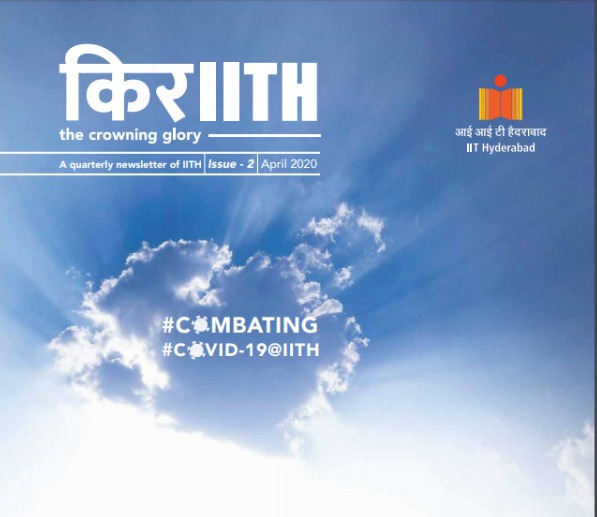 किरIITH
the crowning glory
A quarterly newsletter of IITH Issue - 2 April 2020
आई आई टी हैदराबाद
IIT Hyderabad
#COMBATING
#COVID-19@IITH